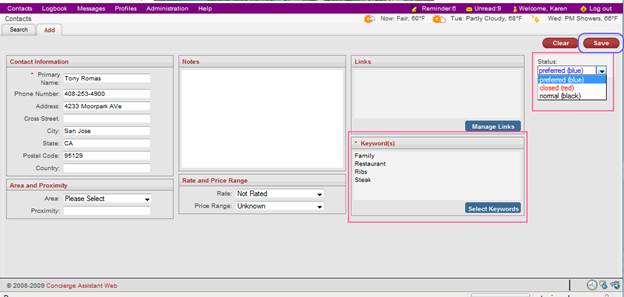 Contacts Logbook Messages Profiles Administration Help Reminder:6 Unread:9 Welcome, Karen Log out
Contacts Now: Fair, 60°F Tue: Partly Cloudy, 68°F Wed: PM Showers, 66°F
Search Add
Clear Save
Contact Information
* Primary Name: Tony Romas
Phone Number: 408-253-4900
Address: 4233 Moorpark AVe
Cross Street:
City: San Jose
State: CA
Postal Code: 95129
Country:
Area and Proximity
Area: Please Select
Proximity:
Notes
Rate and Price Range
Rate: Not Rated
Price Range: Unknown
Links
Manage Links
* Keyword(s)
Family
Restaurant
Ribs
Steak
Select Keywords
Status:
preferred (blue)
preferred (blue)
closed (red)
normal (black)
© 2008-2009 Concierge Assistant Web